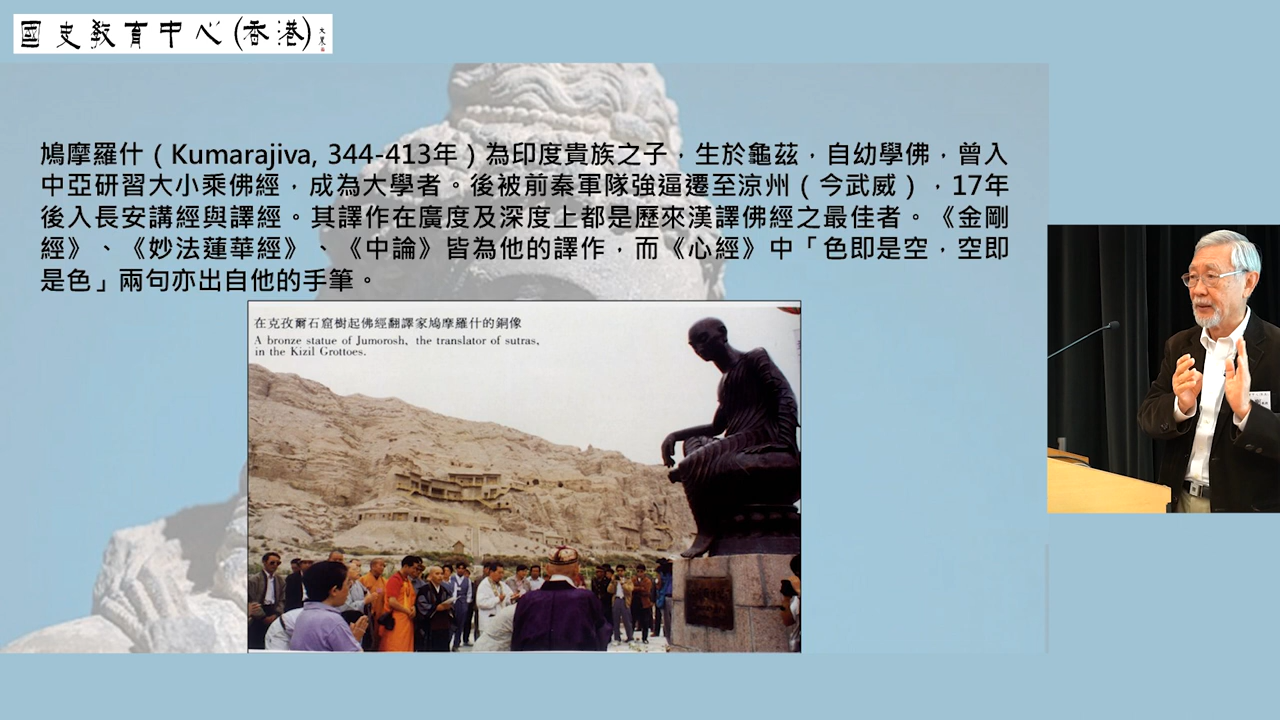 國史教育中心(香港)
鳩摩羅什（Kumarajiva, 344-413年）為印度貴族之子，生於龜茲，自幼學佛，曾入
中亞研習大小乘佛經，成為大學者。後被前秦軍隊強逼遷至涼州（今武威），17年
後入長安講經與譯經。其譯作在廣度及深度上都是歷來漢譯佛經之最佳者。《金剛
經》、《妙法蓮華經》、《中論》皆為他的譯作，而《心經》中「色即是空，空即
是色」兩句亦出自他的手筆。
在克孜爾石窟樹起佛經翻譯家鳩摩羅什的銅像
A bronze statue of Jumorosh, the translator of sutras,
in the Kizil Grottoes.